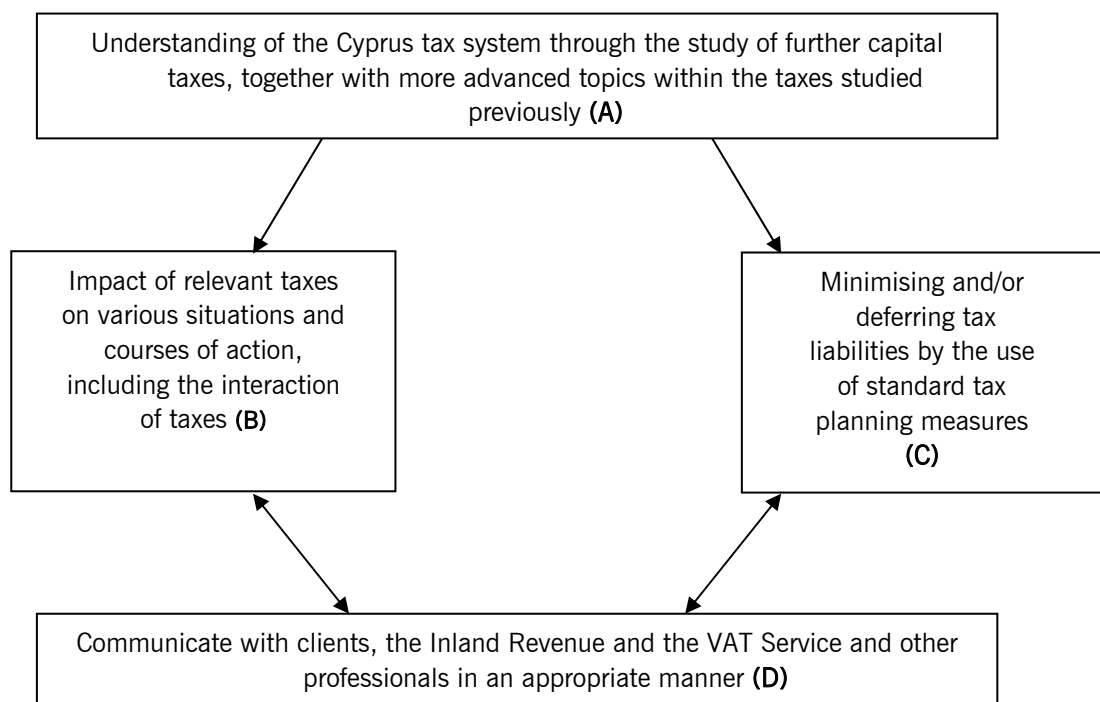 Understanding of the Cyprus tax system through the study of further capital
taxes, together with more advanced topics within the taxes studied
previously (A)
Impact of relevant taxes
on various situations and
courses of action,
including the interaction
of taxes (B)
Minimising and/or
deferring tax
liabilities by the use
of standard tax
planning measures
(C)
Communicate with clients, the Inland Revenue and the VAT Service and other
professionals in an appropriate manner (D)